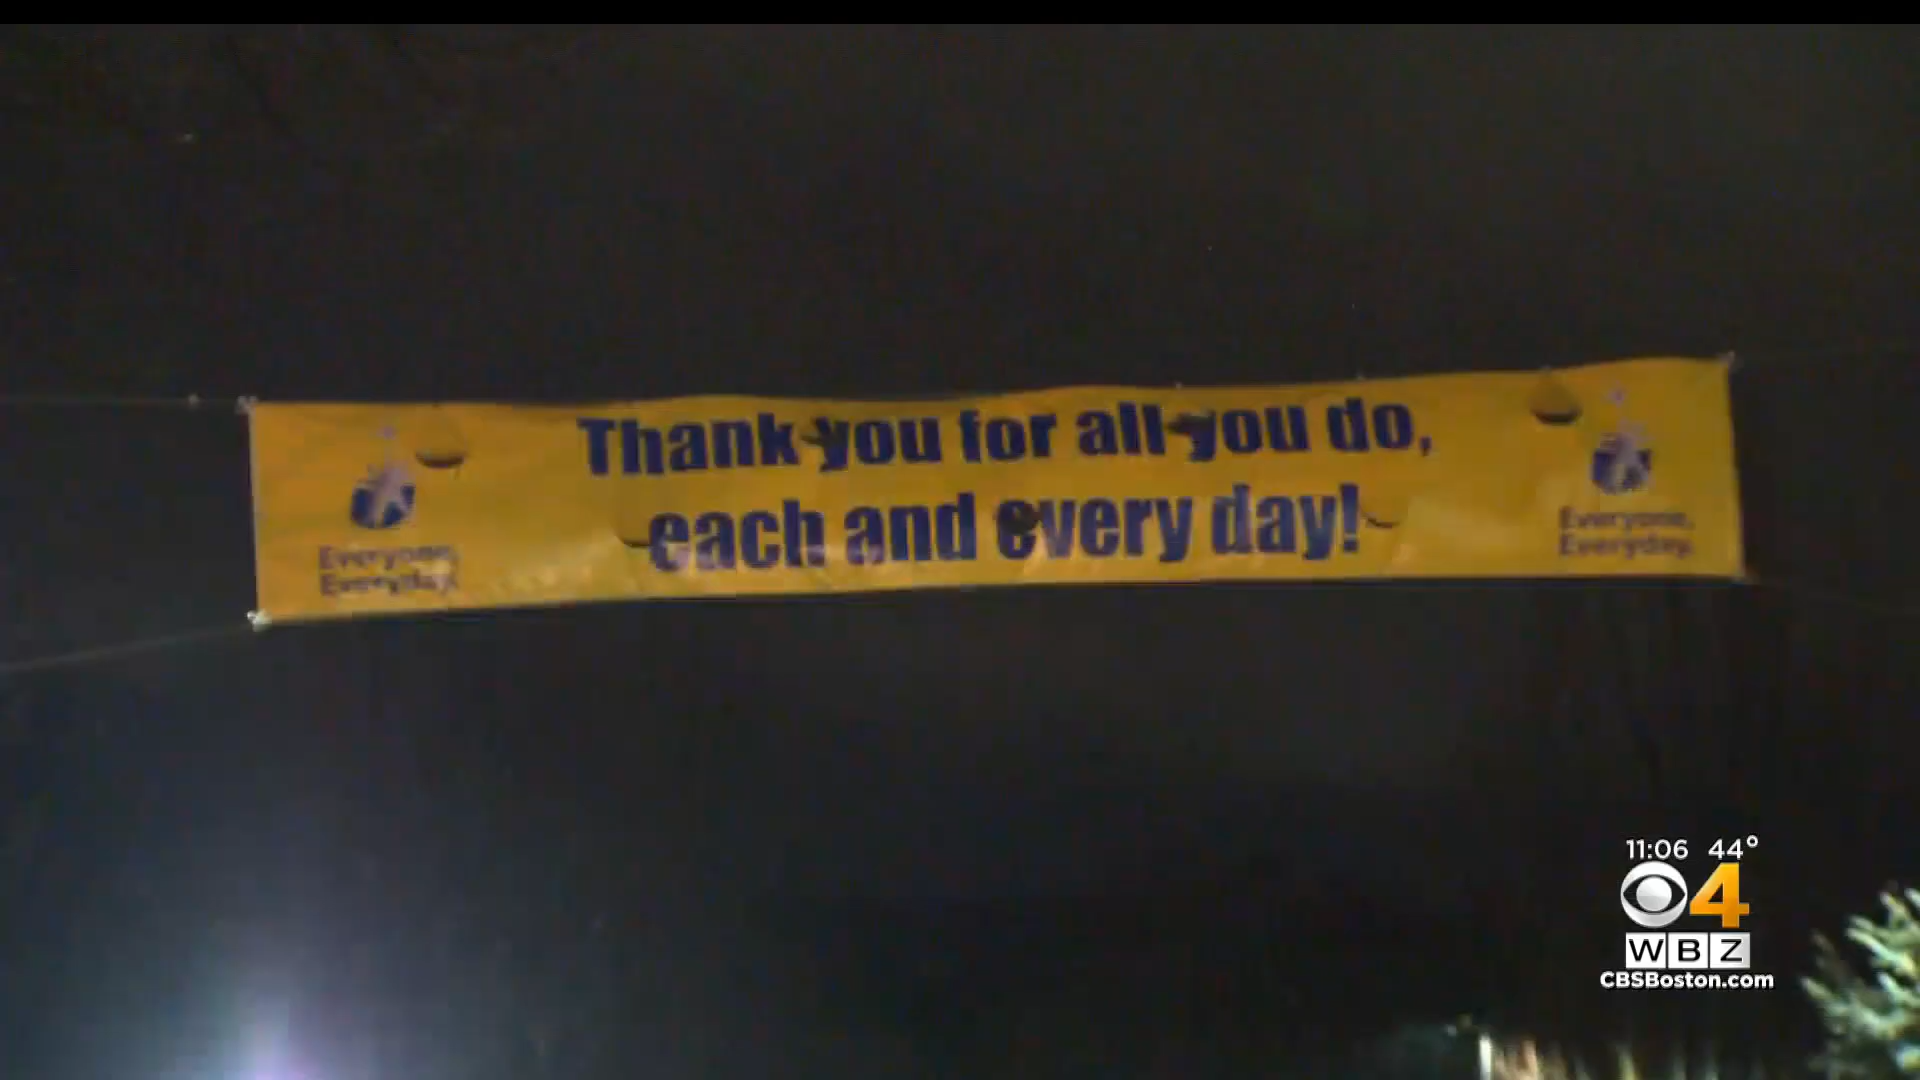 Thank you for all you do,
each and every day!
Everyone,
Everyday.
Everyone,
Everyday.
11:06 44°
4
WBZ
CBSBoston.com